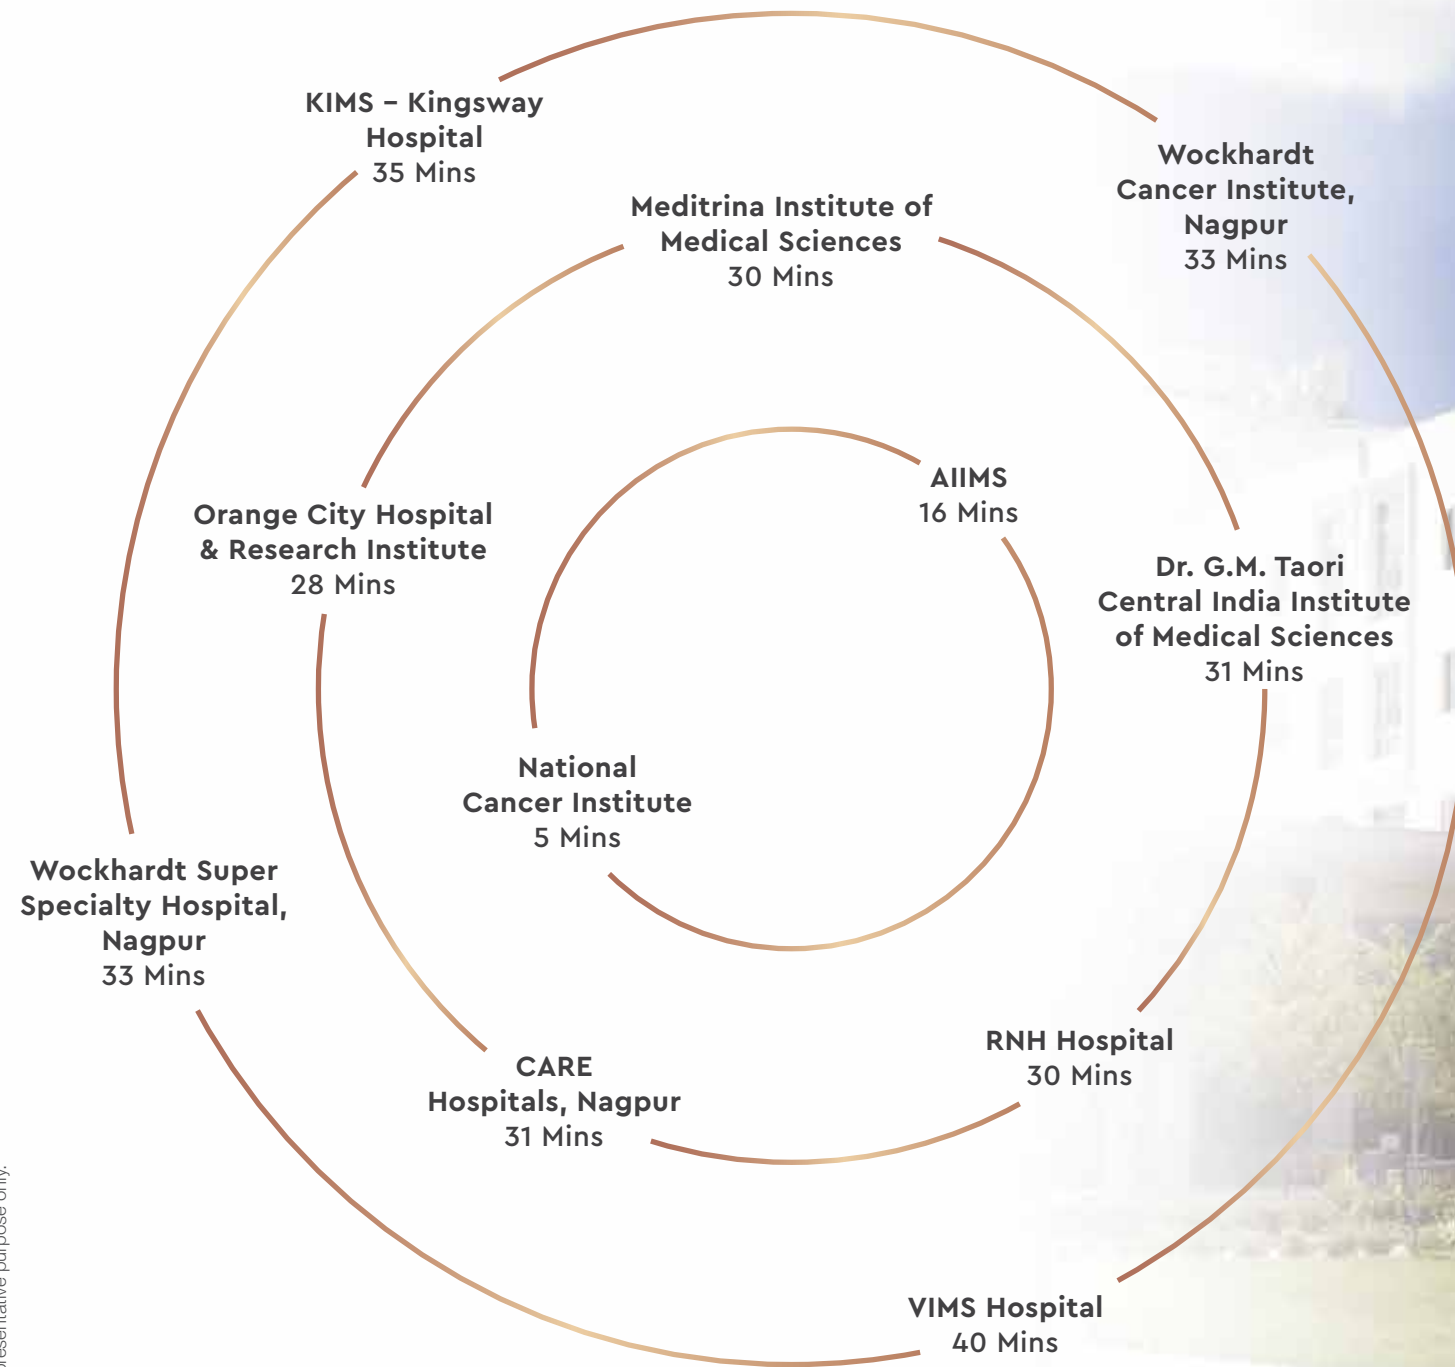 KIMS – Kingsway
Hospital
35 Mins
Wockhardt
Cancer Institute,
Nagpur
33 Mins
Meditrina Institute of
Medical Sciences
30 Mins
AIIMS
16 Mins
Orange City Hospital
& Research Institute
28 Mins
Dr. G.M. Taori
Central India Institute
of Medical Sciences
31 Mins
National
Cancer Institute
5 Mins
Wockhardt Super
Specialty Hospital,
Nagpur
33 Mins
RNH Hospital
30 Mins
CARE
Hospitals, Nagpur
31 Mins
VIMS Hospital
40 Mins
purpose only.